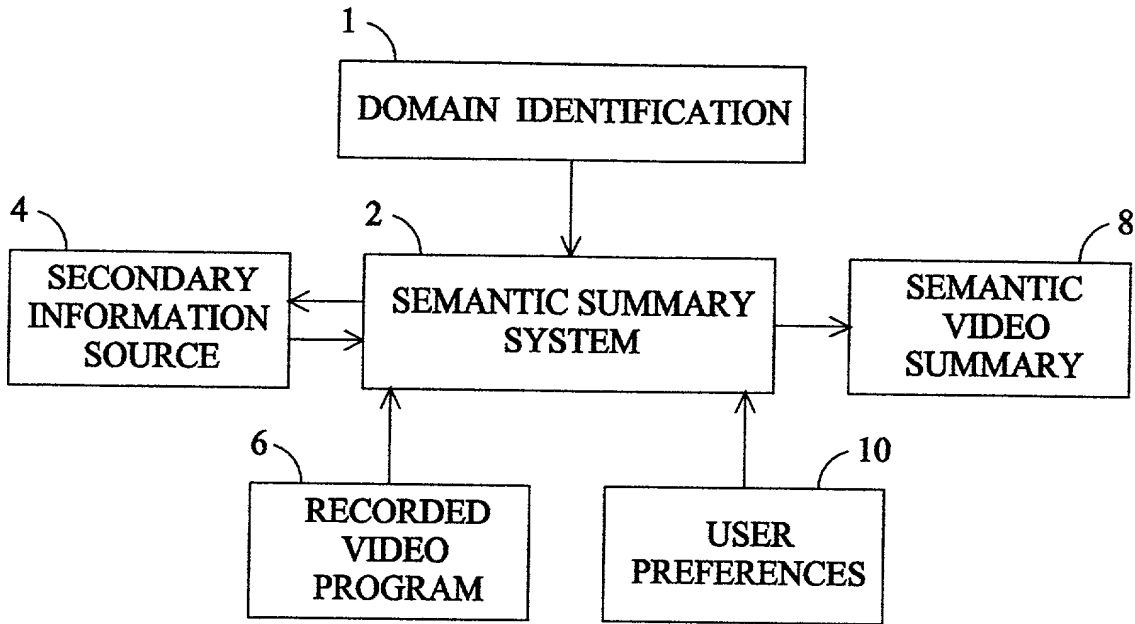 1
DOMAIN IDENTIFICATION
4
SECONDARY
INFORMATION
SOURCE
2
SEMANTIC SUMMARY
SYSTEM
8
SEMANTIC
VIDEO
SUMMARY
6
RECORDED
VIDEO
PROGRAM
10
USER
PREFERENCES